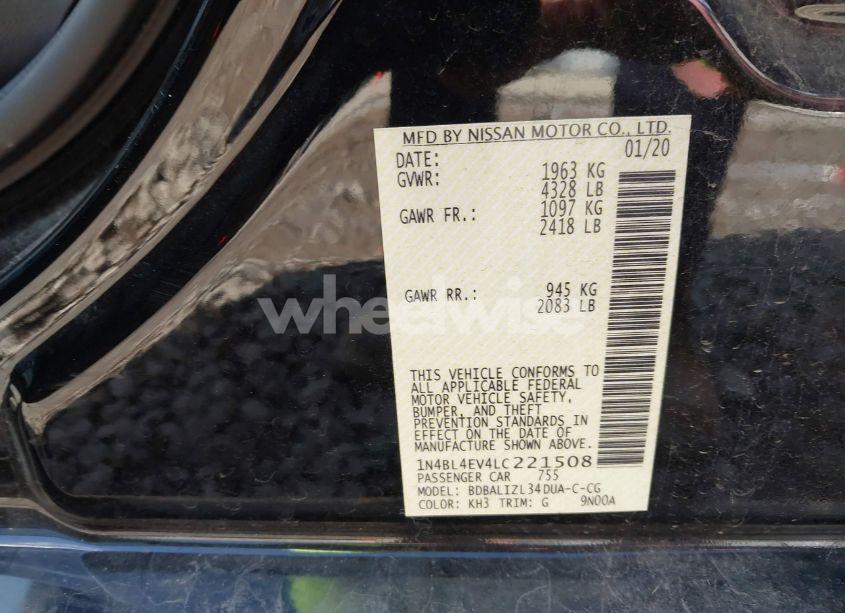 MFD BY NISSAN MOTOR CO., LTD.
DATE: 01/20
GVWR: 1963 KG
4328 LB
GAWR FR.: 1097 KG
2418 LB
GAWR RR.: 945 KG
2083 LB
wheelwise
THIS VEHICLE CONFORMS TO
ALL APPLICABLE FEDERAL
MOTOR VEHICLE SAFETY,
BUMPER, AND THEFT
PREVENTION STANDARDS IN
EFFECT ON THE DATE OF
MANUFACTURE SHOWN ABOVE.
1N4BL4EV4LC221508
PASSENGER CAR 755
MODEL: BDBALIZL34DUA-C-CG
COLOR: KH3 TRIM: G 9N00A